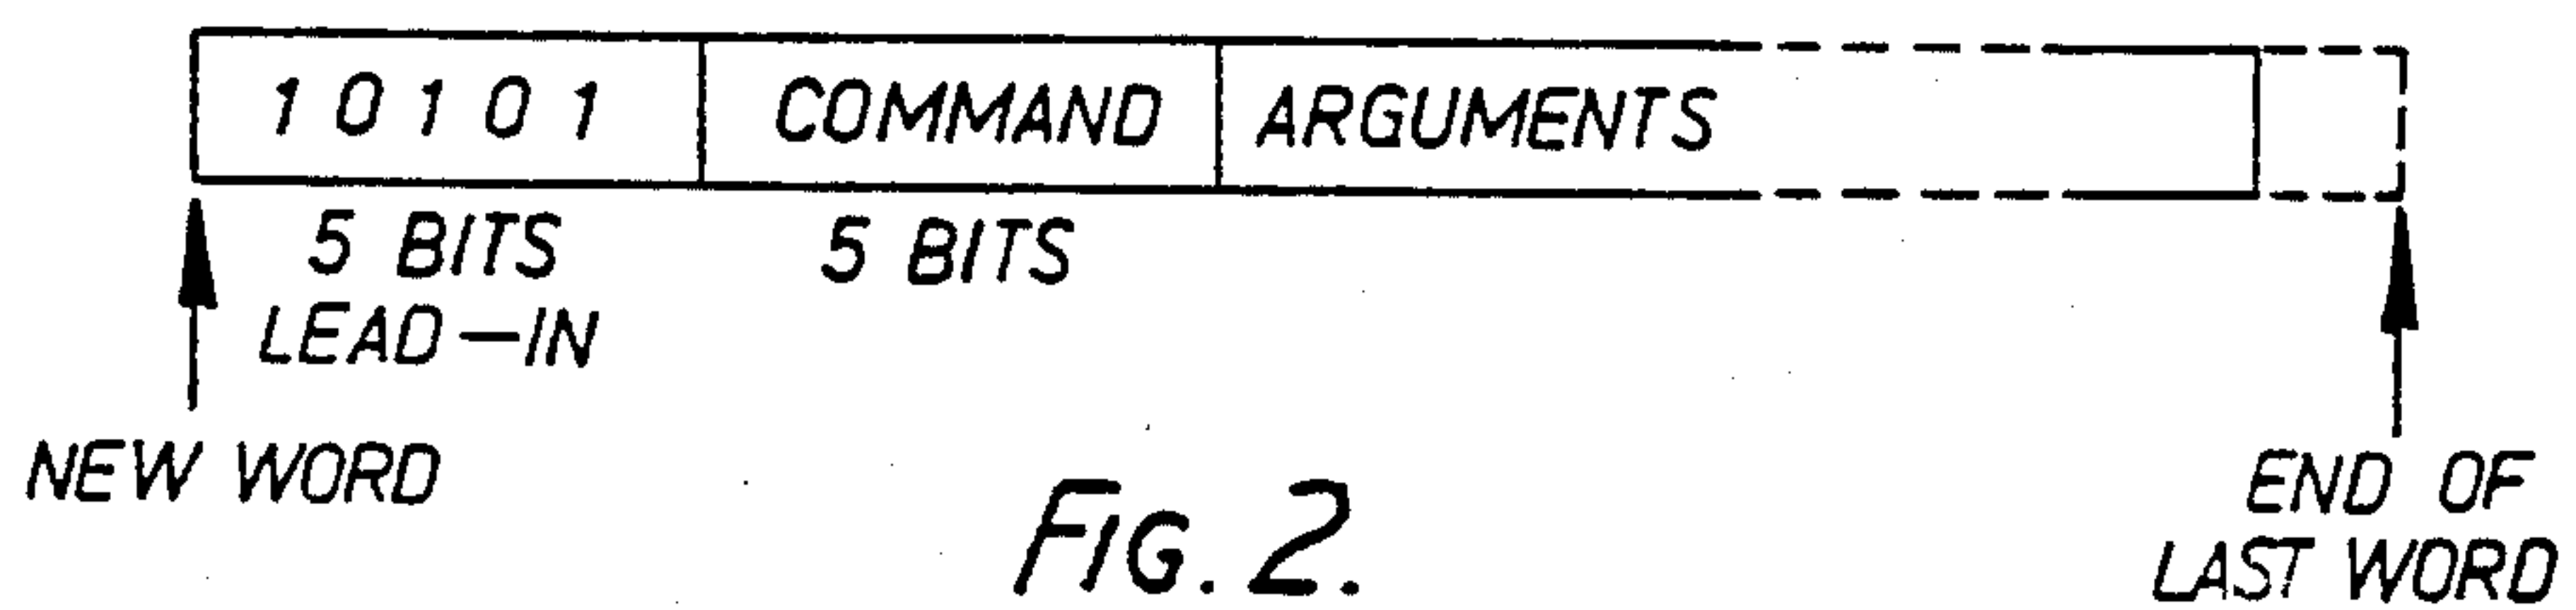 1 0 1 0 1 COMMAND ARGUMENTS
5 BITS 5 BITS
LEAD-IN
NEW WORD
END OF
LAST WORD
FIG. 2.